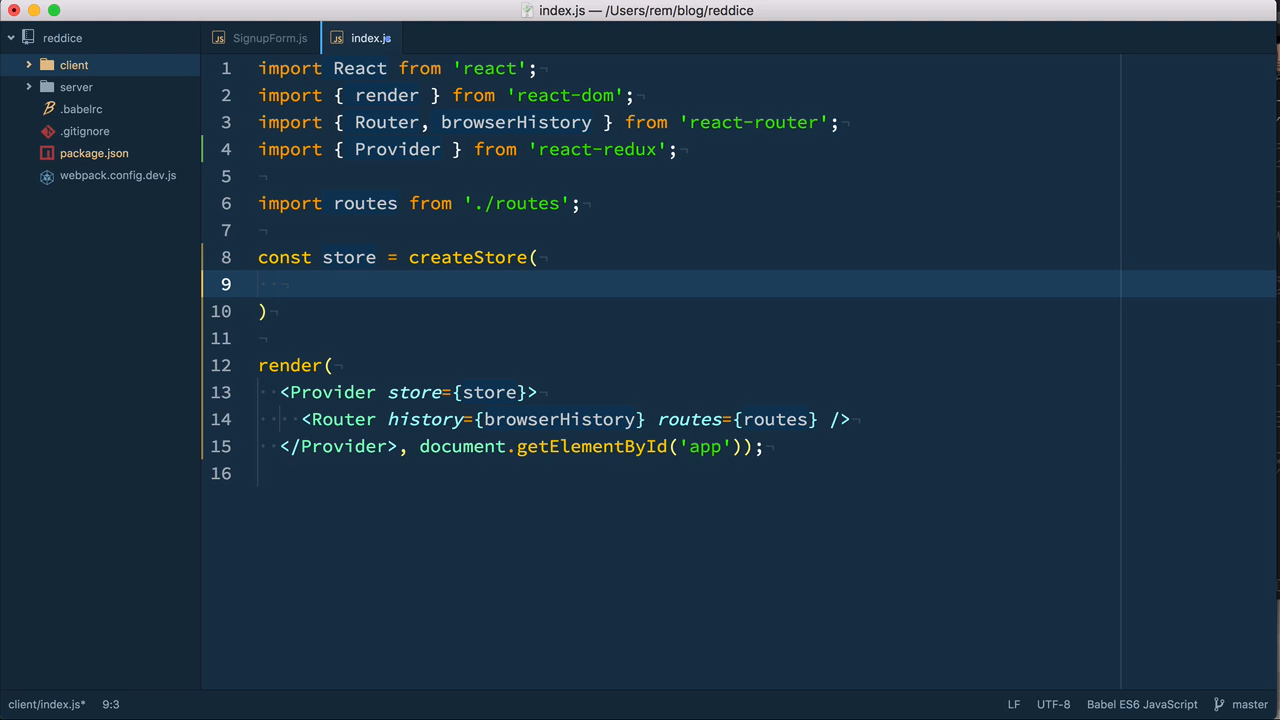 index.js — /Users/rem/blog/reddice
reddice
client
server
.babelrc
.gitignore
package.json
webpack.config.dev.js
SignupForm.js
index.js
1 import React from 'react';
2 import { render } from 'react-dom';
3 import { Router, browserHistory } from 'react-router';
4 import { Provider } from 'react-redux';
5
6 import routes from './routes';
7
8 const store = createStore(
9
10 )
11
12 render(
13 <Provider store={store}>
14 <Router history={browserHistory} routes={routes} />
15 </Provider>, document.getElementById('app'));
16
client/index.js* 9:3 LF UTF-8 Babel ES6 JavaScript master